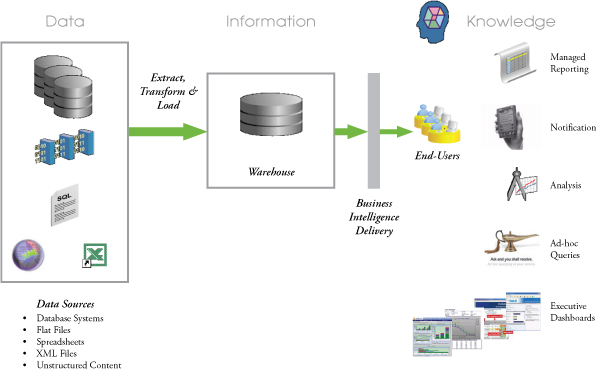 Data
Information
Knowledge
Extract,
Transform &
Load
SQL
Warehouse
End-Users
Business
Intelligence
Delivery
Managed
Reporting
Notification
Analysis
Ad-hoc
Queries
Ask and you shall receive.
Executive
Dashboards
Data Sources
• Database Systems
• Flat Files
• Spreadsheets
• XML Files
• Unstructured Content